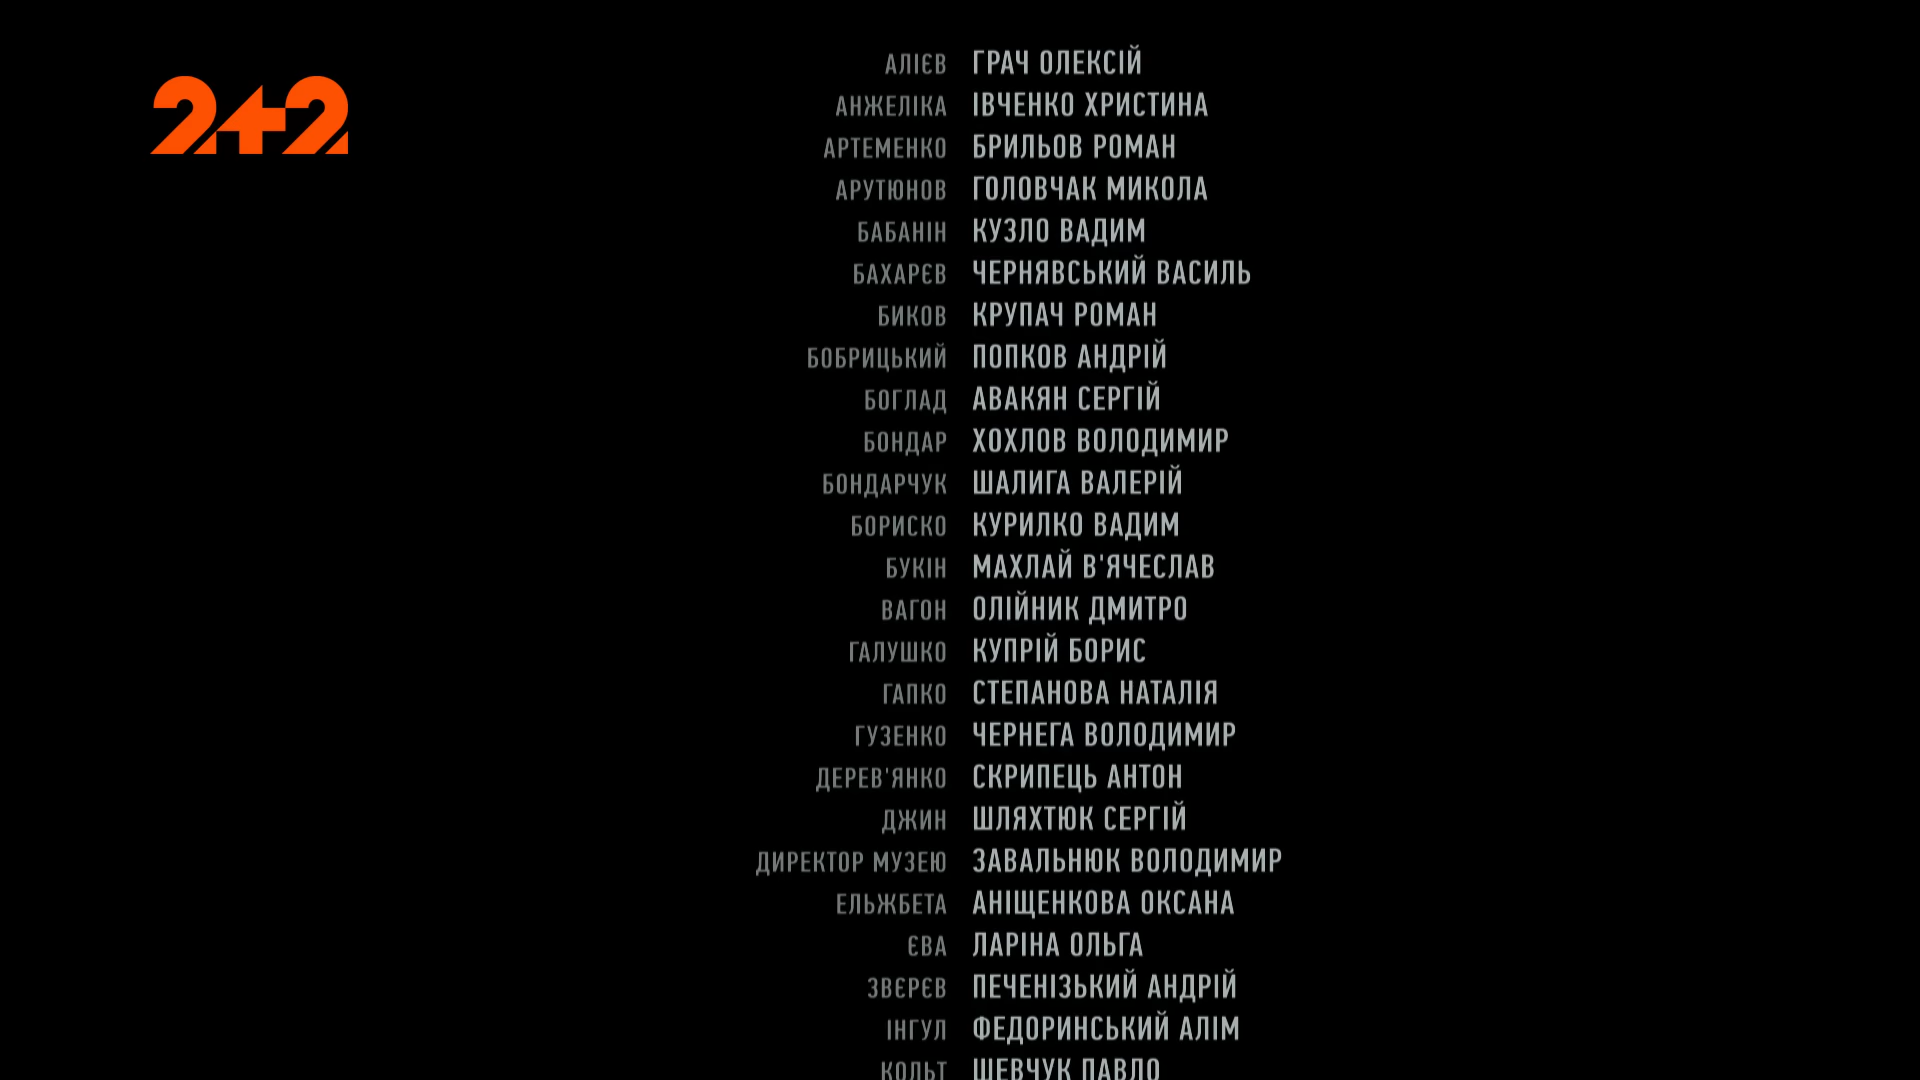 2+2
АЛІЄВ ГРАЧ ОЛЕКСІЙ
АНЖЕЛІКА ІВЧЕНКО ХРИСТИНА
АРТЕМЕНКО БРИЛЬОВ РОМАН
АРУТЮНОВ ГОЛОВЧАК МИКОЛА
БАБАНІН КУЗЛО ВАДИМ
БАХАРЄВ ЧЕРНЯВСЬКИЙ ВАСИЛЬ
БИКОВ КРУПАЧ РОМАН
БОБРИЦЬКИЙ ПОПКОВ АНДРІЙ
БОГЛАД АВАКЯН СЕРГІЙ
БОНДАР ХОХЛОВ ВОЛОДИМИР
БОНДАРЧУК ШАЛИГА ВАЛЕРІЙ
БОРИСКО КУРИЛКО ВАДИМ
БУКІН МАХЛАЙ В'ЯЧЕСЛАВ
ВАГОН ОЛІЙНИК ДМИТРО
ГАЛУШКО КУПРІЙ БОРИС
ГАПКО СТЕПАНОВА НАТАЛІЯ
ГУЗЕНКО ЧЕРНЕГА ВОЛОДИМИР
ДЕРЕВ'ЯНКО СКРИПЕЦЬ АНТОН
ДЖИН ШЛЯХТЮК СЕРГІЙ
ДИРЕКТОР МУЗЕЮ ЗАВАЛЬНЮК ВОЛОДИМИР
ЕЛЬЖБЕТА АНІЩЕНКОВА ОКСАНА
ЄВА ЛАРІНА ОЛЬГА
ЗВЄРЄВ ПЕЧЕНІЗЬКИЙ АНДРІЙ
ІНГУЛ ФЕДОРИНСЬКИЙ АЛІМ
КОЛЬТ ШЕВЧУК ПАВЛО